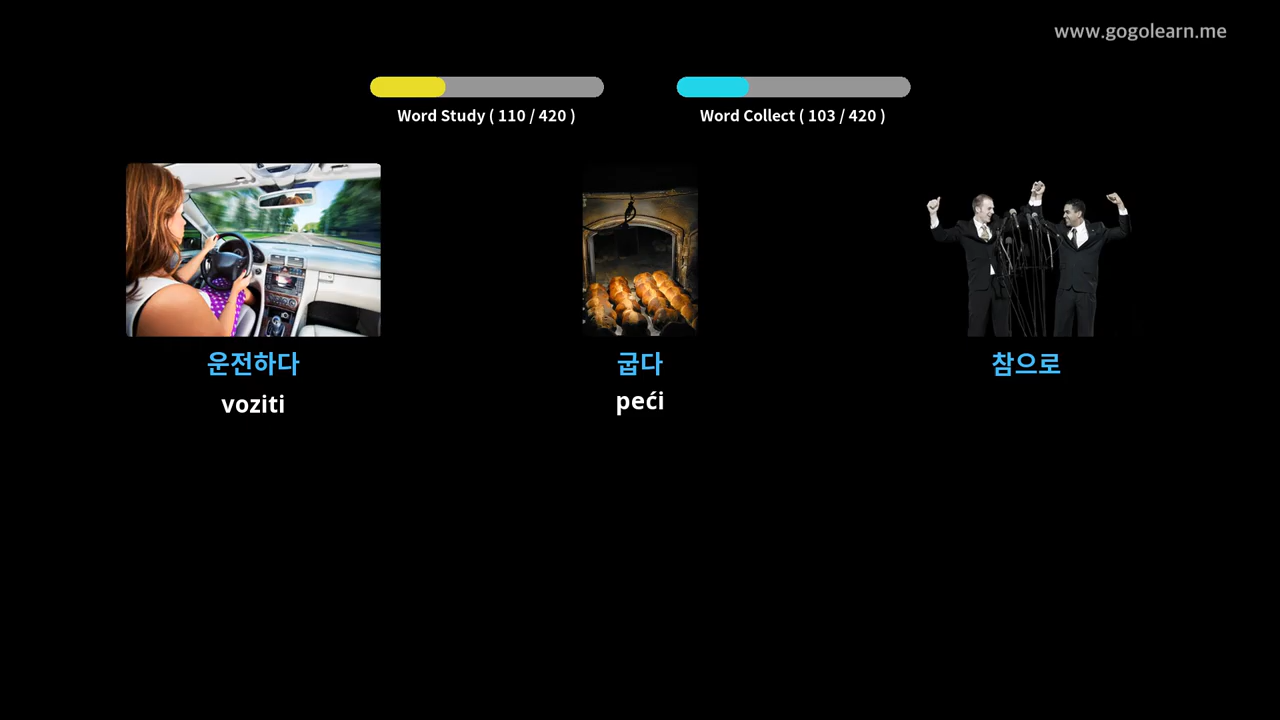 www.gogolearn.me
Word Study ( 110 / 420 )
Word Collect ( 103 / 420 )
운전하다
voziti
굽다
peći
참으로